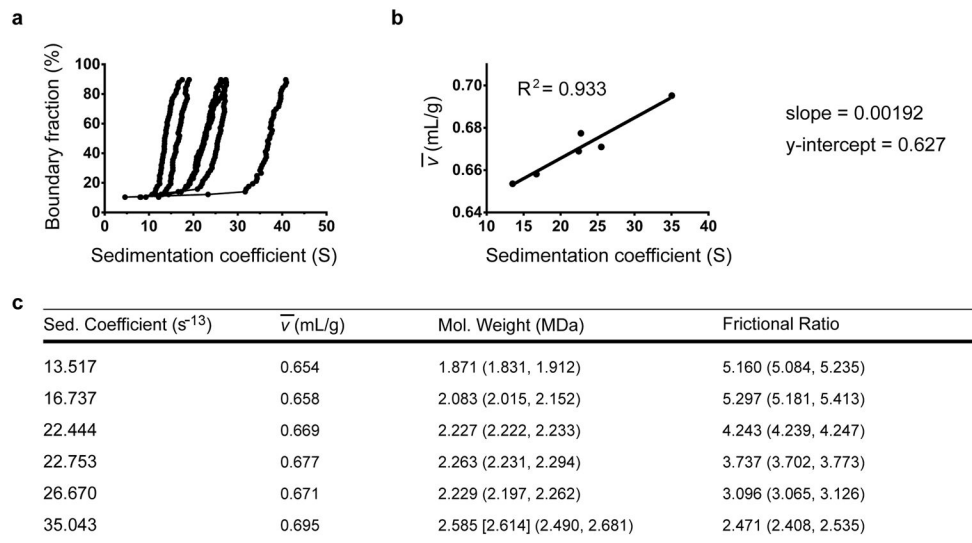 a
Boundary fraction (%)
100
80
60
40
20
0
0 10 20 30 40 50
Sedimentation coefficient (S)
b
v̅ (mL/g)
0.70
0.68
0.66
0.64
R² = 0.933
10 15 20 25 30 35 40
Sedimentation coefficient (S)
slope = 0.00192
y-intercept = 0.627
c
Sed. Coefficient (s⁻¹³) v̅ (mL/g) Mol. Weight (MDa) Frictional Ratio
13.517 0.654 1.871 (1.831, 1.912) 5.160 (5.084, 5.235)
16.737 0.658 2.083 (2.015, 2.152) 5.297 (5.181, 5.413)
22.444 0.669 2.227 (2.222, 2.233) 4.243 (4.239, 4.247)
22.753 0.677 2.263 (2.231, 2.294) 3.737 (3.702, 3.773)
26.670 0.671 2.229 (2.197, 2.262) 3.096 (3.065, 3.126)
35.043 0.695 2.585 [2.614] (2.490, 2.681) 2.471 (2.408, 2.535)